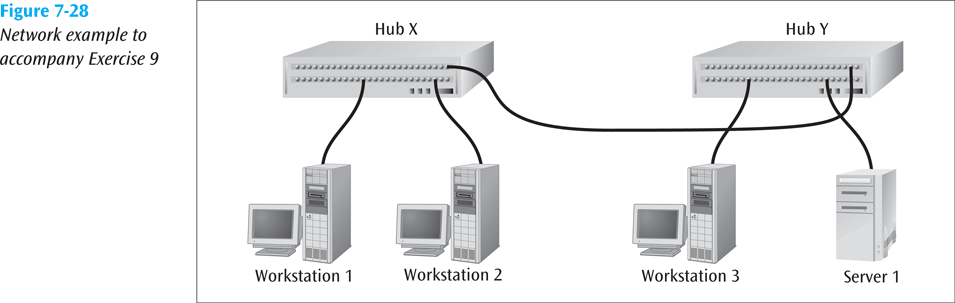 Figure 7-28
Network example to
accompany Exercise 9
Hub X
Hub Y
Workstation 1
Workstation 2
Workstation 3
Server 1